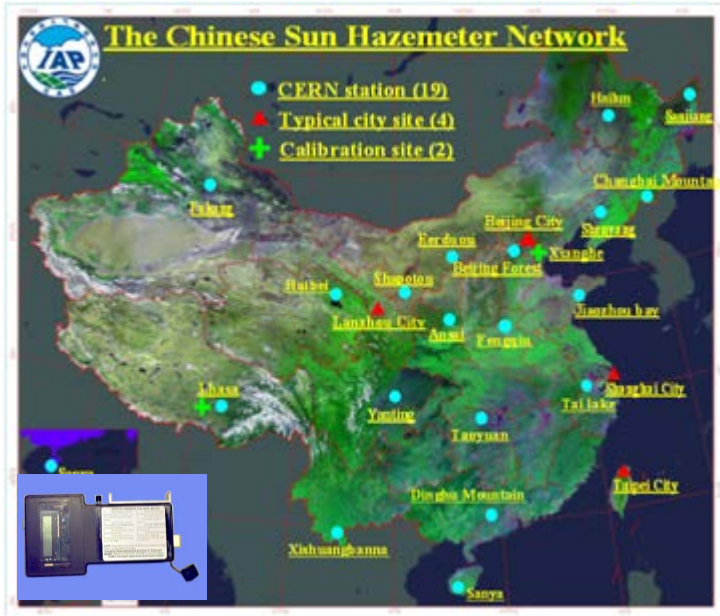 The Chinese Sun Hazemeter Network
IAP
CERN station (19)
Typical city site (4)
Calibration site (2)
Hailun
Sanjiang
Changbai Mountain
Fukang
Beijing City
Shenyang
Xianghe
Beijing Forest
Haibei
Shapotou
Jiaozhou bay
Lanzhou City
Ansai
Fengqiu
Lhasa
Shanghai City
Tai lake
Yanting
Taoyuan
Taipei City
Dinghu Mountain
Xishuangbanna
Sanya